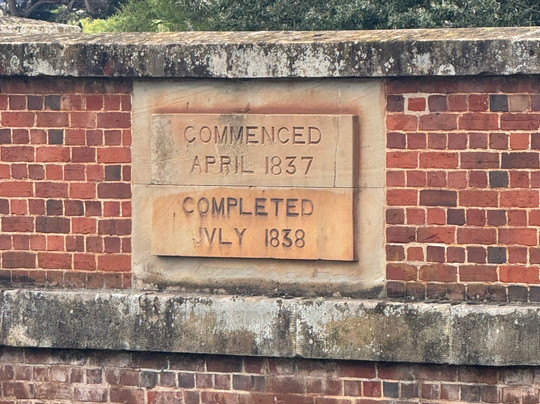 COMMENCED
APRIL 1837
COMPLETED
JVLY 1838